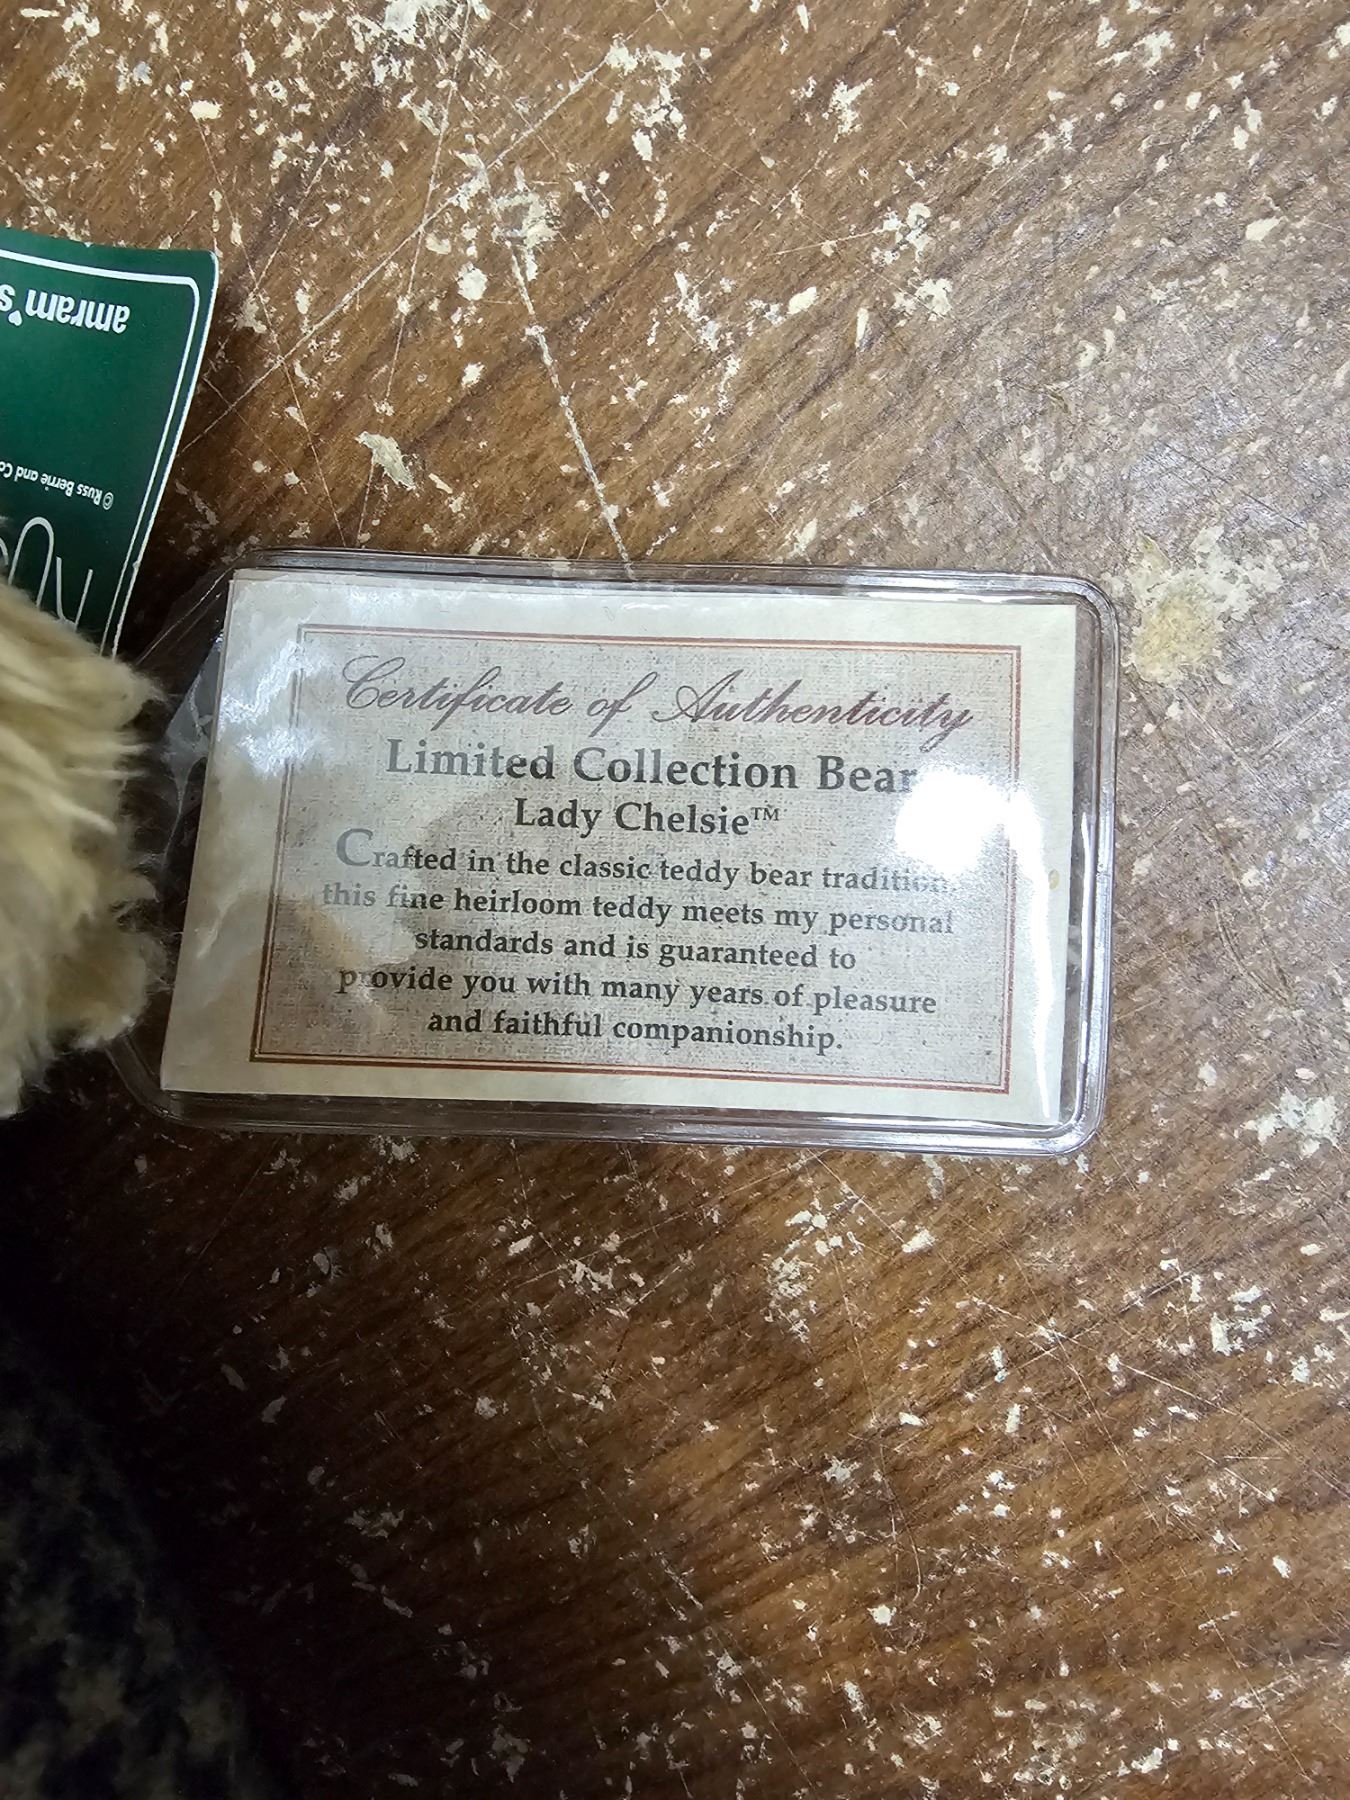 amram's
© Russ Berrie and Co
Certificate of Authenticity
Limited Collection Bear
Lady Chelsie™
Crafted in the classic teddy bear tradition,
this fine heirloom teddy meets my personal
standards and is guaranteed to
provide you with many years of pleasure
and faithful companionship.